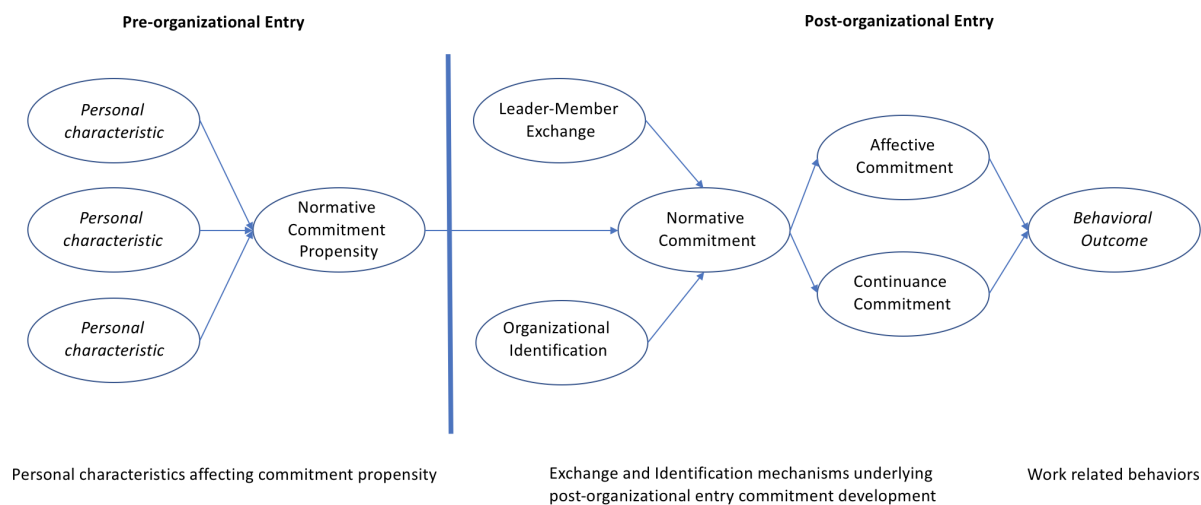 Pre-organizational Entry
Post-organizational Entry
Personal
characteristic
Personal
characteristic
Personal
characteristic
Normative
Commitment
Propensity
Leader-Member
Exchange
Organizational
Identification
Normative
Commitment
Affective
Commitment
Continuance
Commitment
Behavioral
Outcome
Personal characteristics affecting commitment propensity
Exchange and Identification mechanisms underlying
post-organizational entry commitment development
Work related behaviors